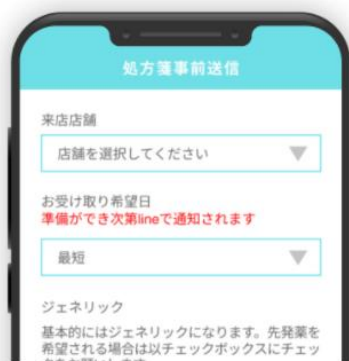 処方箋事前送信
来店店舗
店舗を選択してください
お受け取り希望日
準備ができ次第lineで通知されます
最短
ジェネリック
基本的にはジェネリックになります。先発薬を
希望される場合は以チェックボックスにチェッ